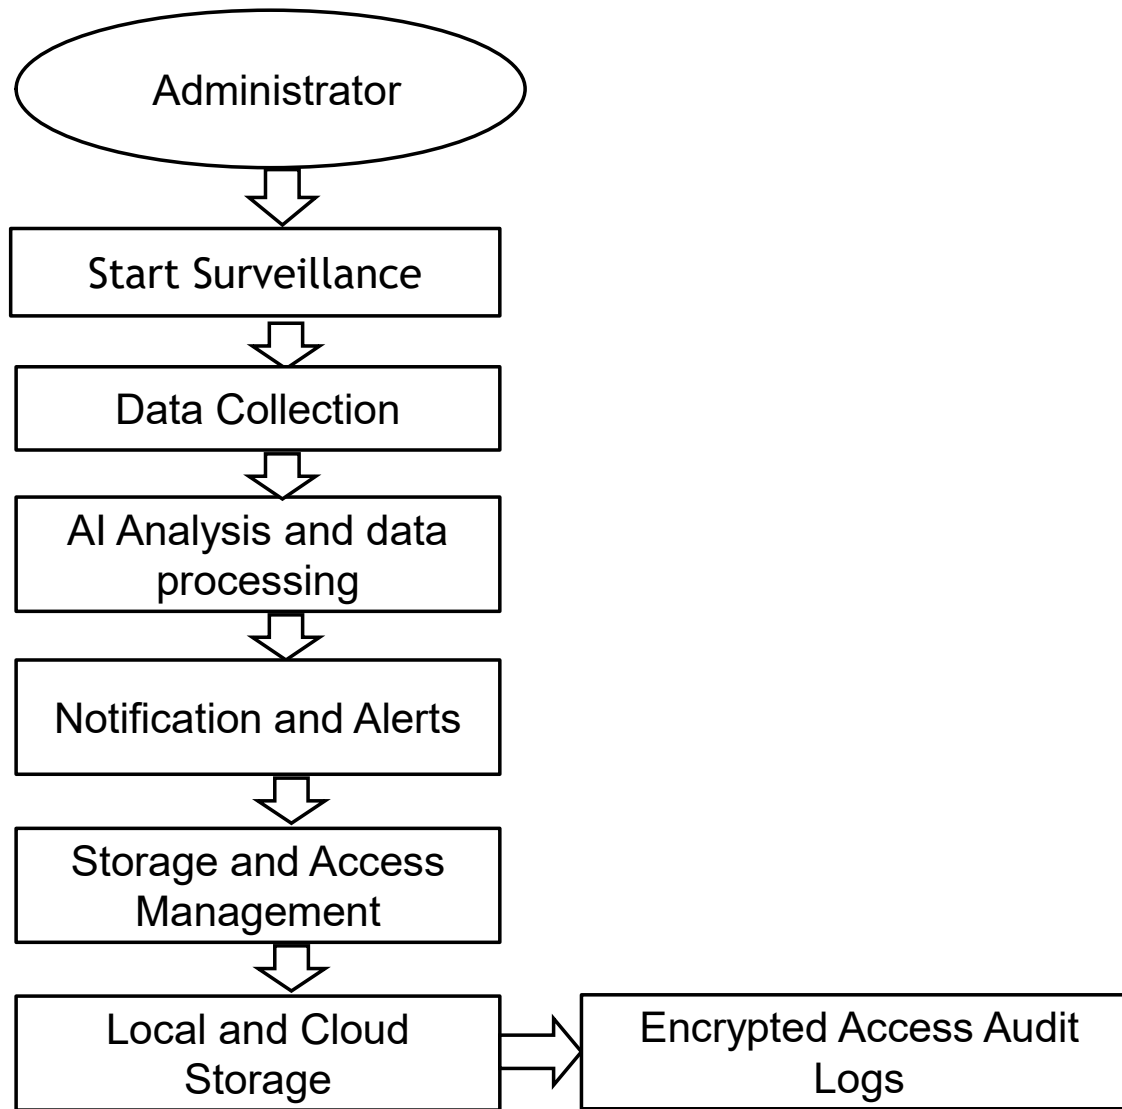 Administrator
Start Surveillance
Data Collection
AI Analysis and data
processing
Notification and Alerts
Storage and Access
Management
Local and Cloud
Storage
Encrypted Access Audit
Logs